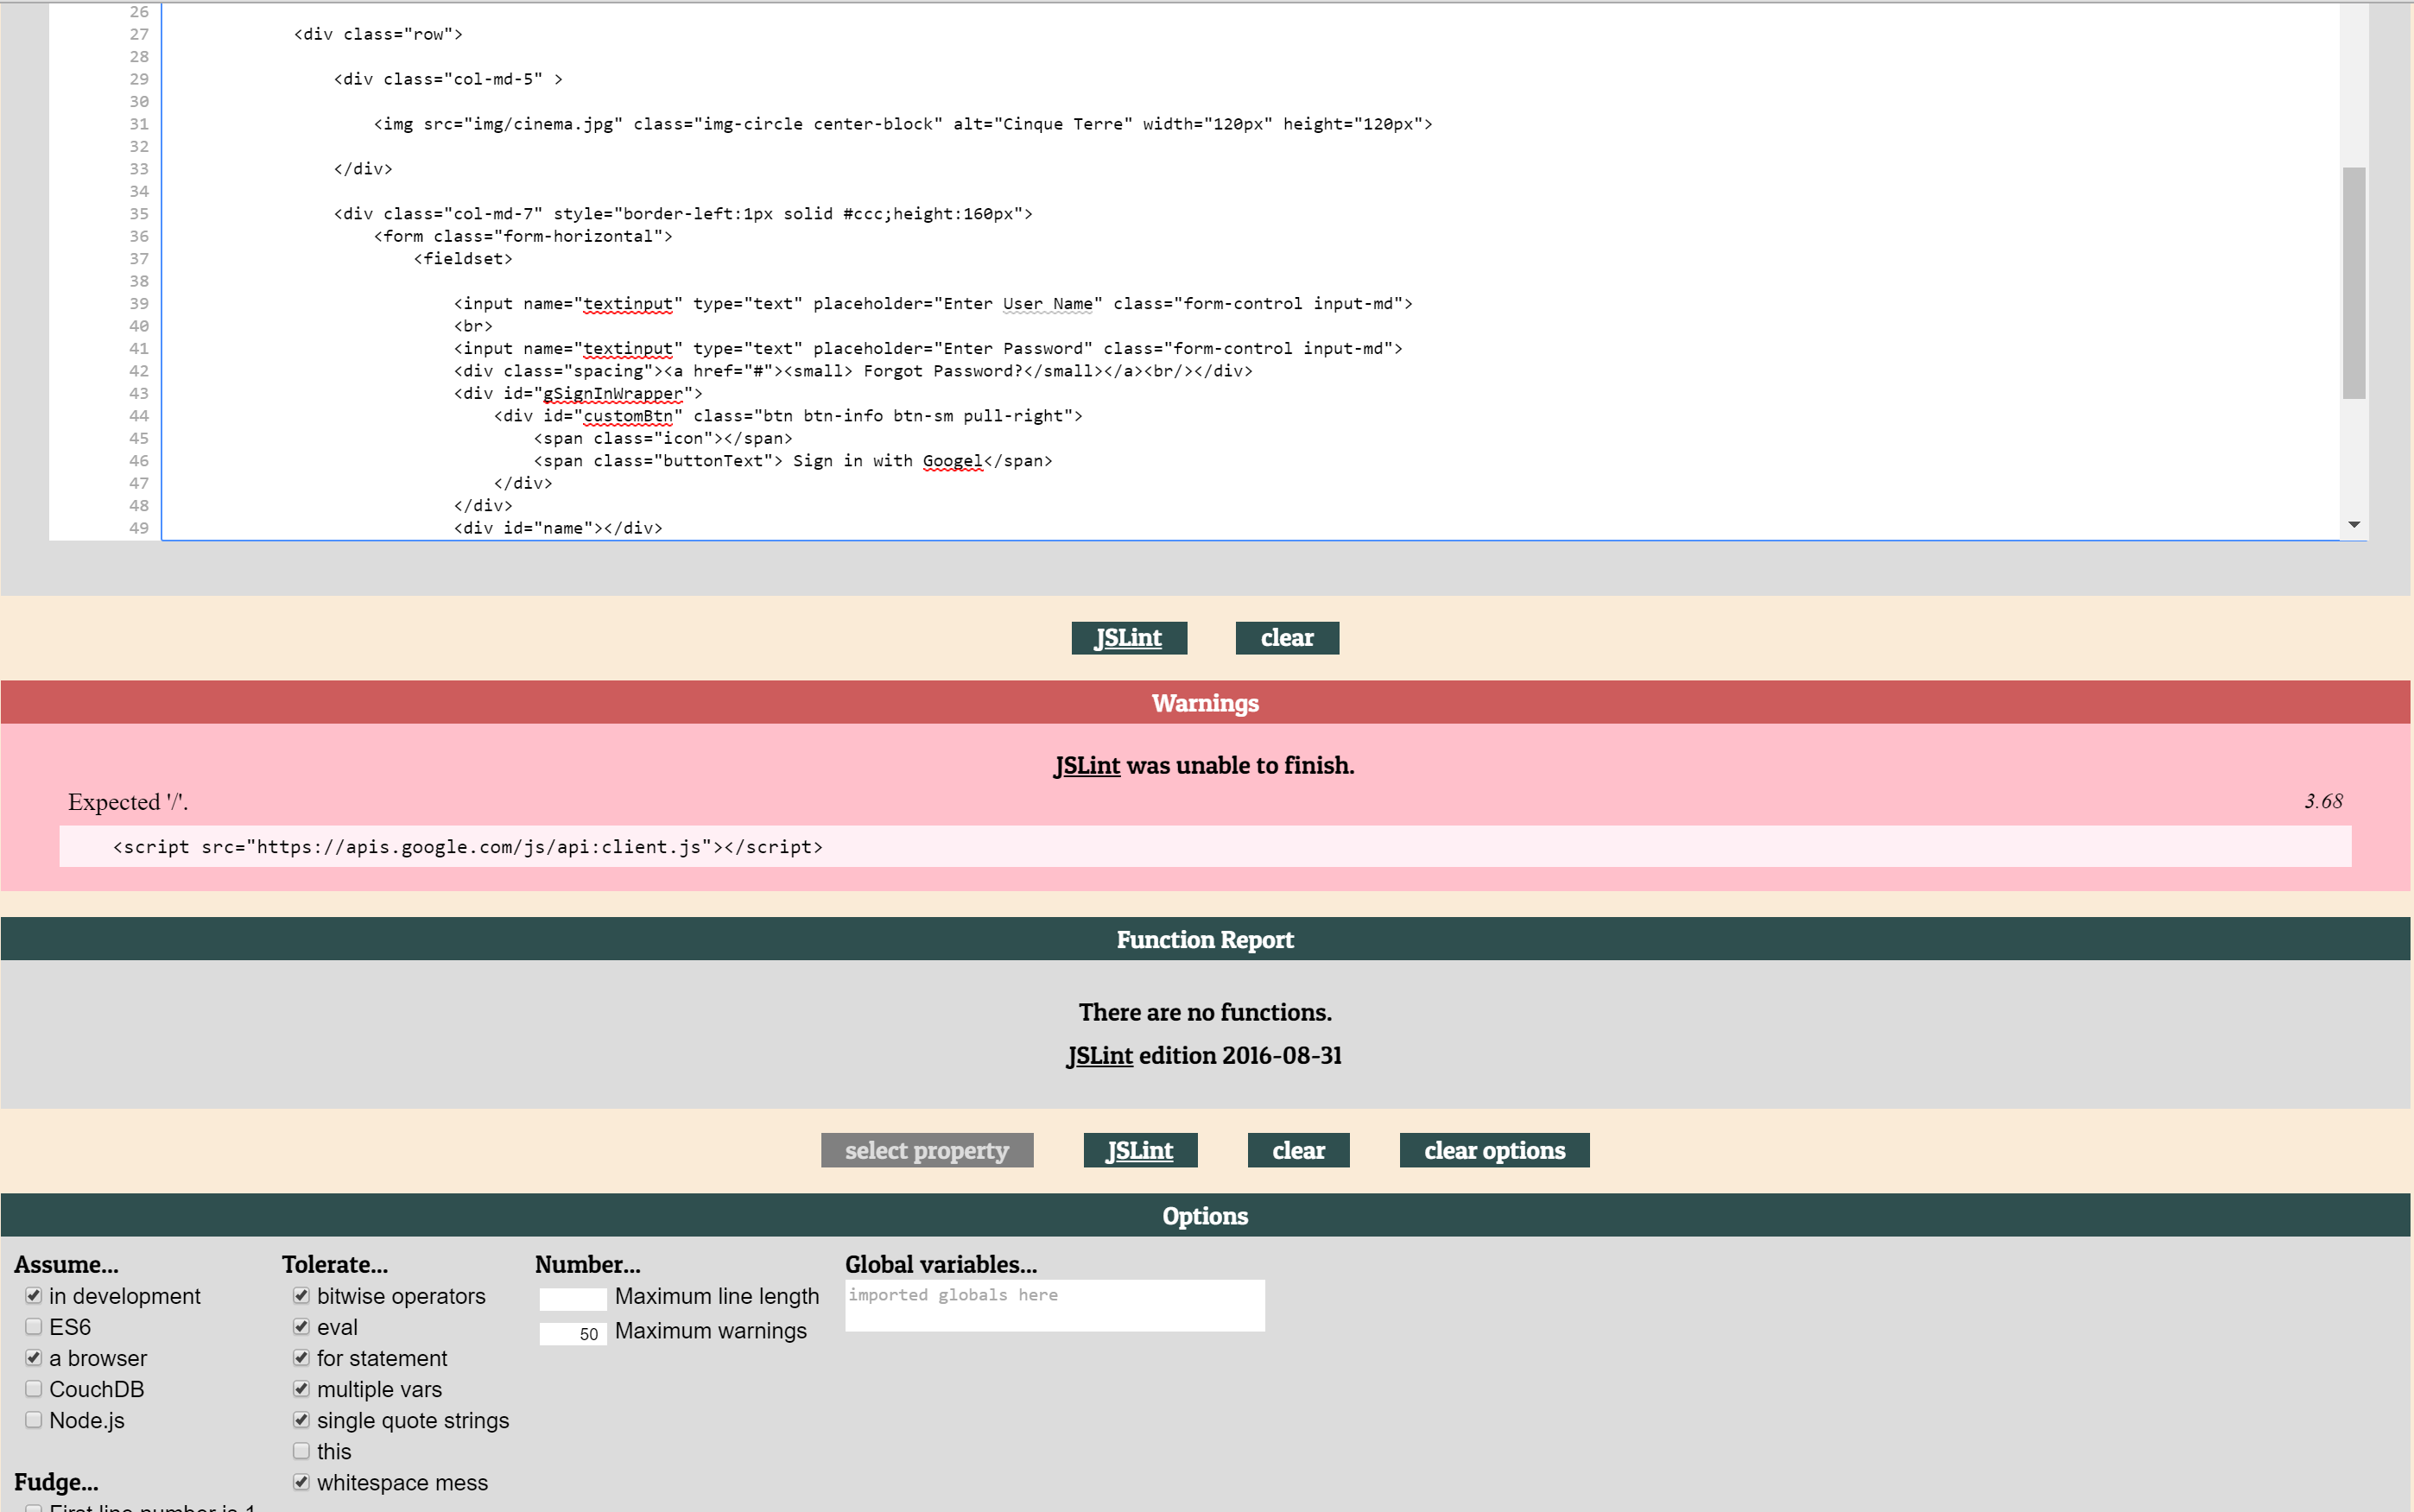 26
27 <div class="row">
28
29 <div class="col-md-5" >
30
31 <img src="img/cinema.jpg" class="img-circle center-block" alt="Cinque Terre" width="120px" height="120px">
32
33 </div>
34
35 <div class="col-md-7" style="border-left:1px solid #ccc;height:160px">
36 <form class="form-horizontal">
37 <fieldset>
38
39 <input name="textinput" type="text" placeholder="Enter User Name" class="form-control input-md">
40 <br>
41 <input name="textinput" type="text" placeholder="Enter Password" class="form-control input-md">
42 <div class="spacing"><a href="#"><small> Forgot Password?</small></a><br/></div>
43 <div id="gSignInWrapper">
44 <div id="customBtn" class="btn btn-info btn-sm pull-right">
45 <span class="icon"></span>
46 <span class="buttonText"> Sign in with Googel</span>
47 </div>
48 </div>
49 <div id="name"></div>
JSLint clear
Warnings
JSLint was unable to finish.
Expected '/'. 3.68
<script src="https://apis.google.com/js/api:client.js"></script>
Function Report
There are no functions.
JSLint edition 2016-08-31
select property JSLint clear clear options
Options
Assume... Tolerate... Number... Global variables...
in development bitwise operators Maximum line length imported globals here
ES6 eval 50 Maximum warnings
a browser for statement
CouchDB multiple vars
Node.js single quote strings
this
Fudge... whitespace mess
First line number is 1